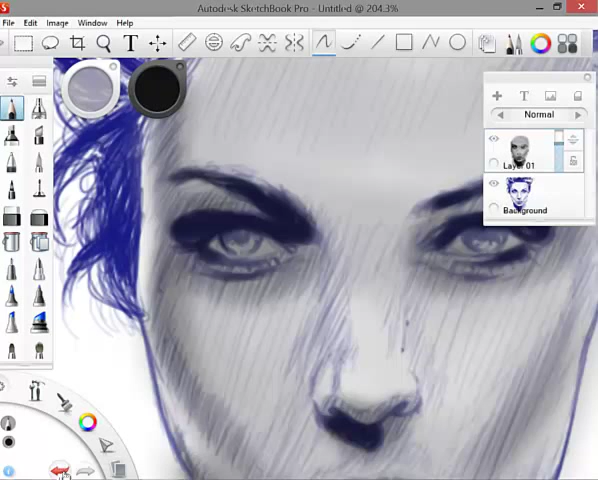 Autodesk SketchBook Pro - Untitled @ 204.3%
File Edit Image Window Help
T
T
Normal
Layer 01
Background